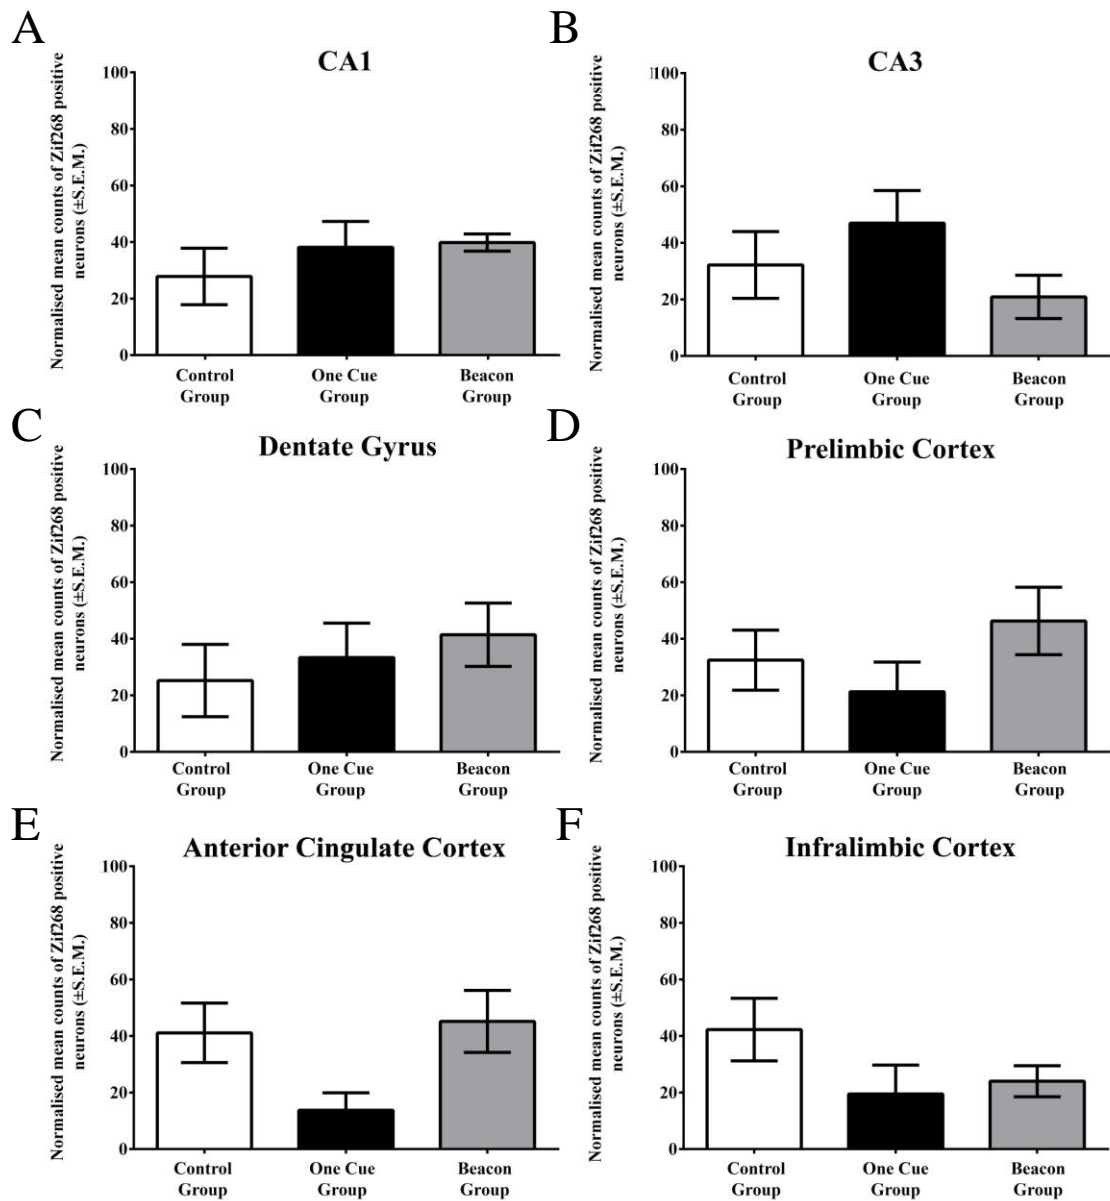 A
CA1
Normalised mean counts of Zif268 positive
neurons (±S.E.M.)
100
80
60
40
20
0
Control
Group
One Cue
Group
Beacon
Group
B
CA3
Normalised mean counts of Zif268 positive
neurons (±S.E.M.)
100
80
60
40
20
0
Control
Group
One Cue
Group
Beacon
Group
C
Dentate Gyrus
Normalised mean counts of Zif268 positive
neurons (±S.E.M.)
100
80
60
40
20
0
Control
Group
One Cue
Group
Beacon
Group
D
Prelimbic Cortex
Normalised mean counts of Zif268 positive
neurons (±S.E.M.)
100
80
60
40
20
0
Control
Group
One Cue
Group
Beacon
Group
E
Anterior Cingulate Cortex
Normalised mean counts of Zif268 positive
neurons (±S.E.M.)
100
80
60
40
20
0
Control
Group
One Cue
Group
Beacon
Group
F
Infralimbic Cortex
Normalised mean counts of Zif268 positive
neurons (±S.E.M.)
100
80
60
40
20
0
Control
Group
One Cue
Group
Beacon
Group